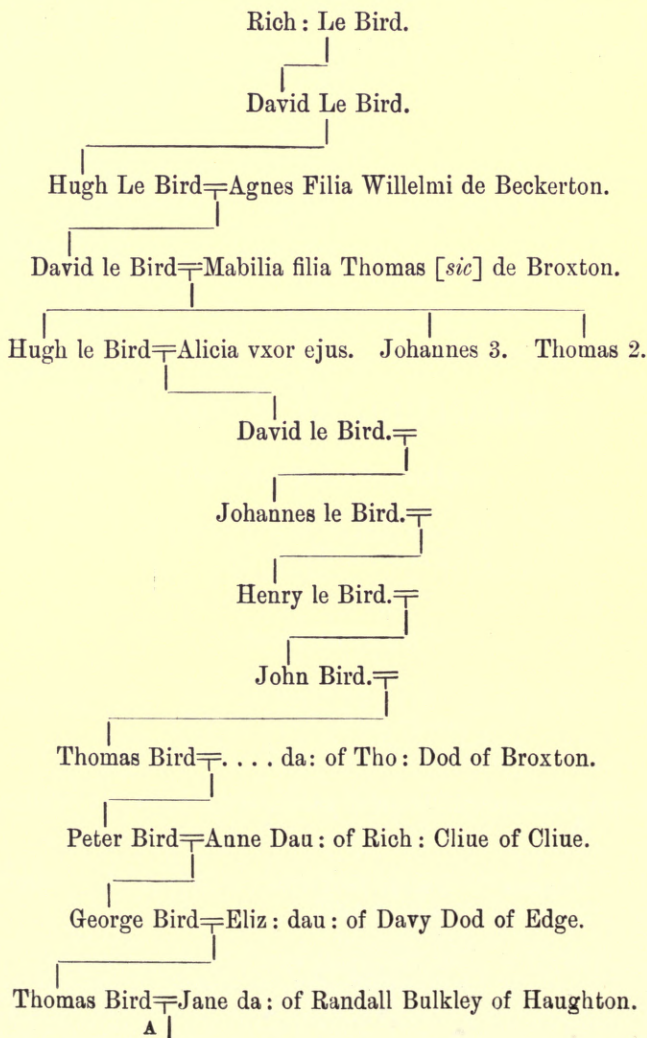 Rich : Le Bird.
David Le Bird.
Hugh Le Bird=Agnes Filia Willelmi de Beckerton.
David le Bird=Mabilia filia Thomas [sic] de Broxton.
Hugh le Bird=Alicia vxor ejus. Johannes 3. Thomas 2.
David le Bird.=
Johannes le Bird.=
Henry le Bird.=
John Bird.=
Thomas Bird=. . . . da: of Tho: Dod of Broxton.
Peter Bird=Anne Dau: of Rich: Cliue of Cliue.
George Bird=Eliz: dau: of Davy Dod of Edge.
Thomas Bird=Jane da: of Randall Bulkley of Haughton.
A